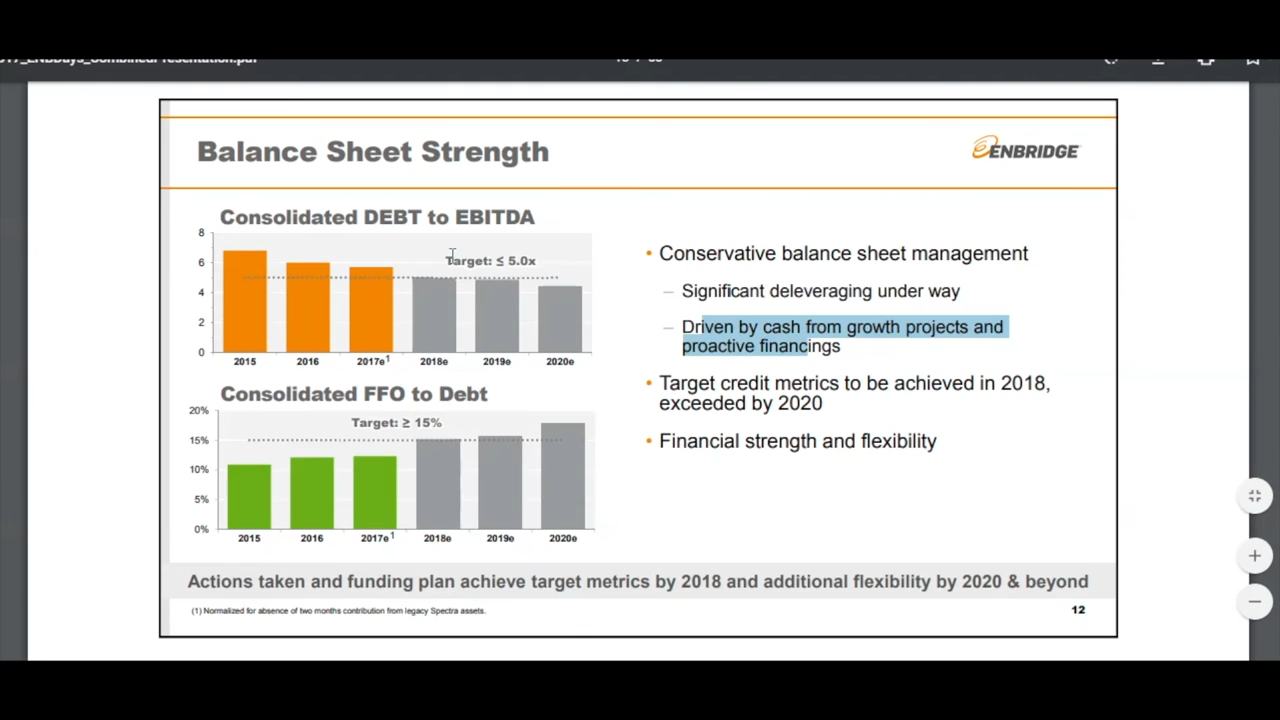 Balance Sheet Strength
ENBRIDGE
Consolidated DEBT to EBITDA
8
6
4
2
0
Target: ≤ 5.0x
2015 2016 2017e1 2018e 2019e 2020e
Consolidated FFO to Debt
20%
15%
10%
5%
0%
Target: ≥ 15%
2015 2016 2017e1 2018e 2019e 2020e
• Conservative balance sheet management
– Significant deleveraging under way
– Driven by cash from growth projects and
proactive financings
• Target credit metrics to be achieved in 2018,
exceeded by 2020
• Financial strength and flexibility
Actions taken and funding plan achieve target metrics by 2018 and additional flexibility by 2020 & beyond
(1) Normalized for absence of two months contribution from legacy Spectra assets.
12